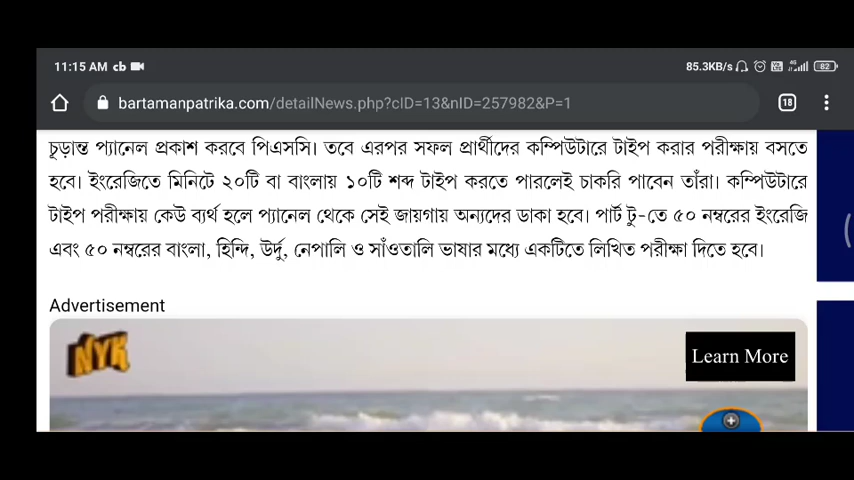 11:15 AM cb
85.3KB/s 4G 82
bartamanpatrika.com/detailNews.php?cID=13&nID=257982&P=1
18
চূড়ান্ত প্যানেল প্রকাশ করবে পিএসসি। তবে এরপর সফল প্রার্থীদের কম্পিউটারে টাইপ করার পরীক্ষায় বসতে
হবে। ইংরেজিতে মিনিটে ২০টি বা বাংলায় ১০টি শব্দ টাইপ করতে পারলেই চাকরি পাবেন তাঁরা। কম্পিউটারে
টাইপ পরীক্ষায় কেউ ব্যর্থ হলে প্যানেল থেকে সেই জায়গায় অন্যদের ডাকা হবে। পার্ট টু-তে ৫০ নম্বরের ইংরেজি
এবং ৫০ নম্বরের বাংলা, হিন্দি, উর্দু, নেপালি ও সাঁওতালি ভাষার মধ্যে একটিতে লিখিত পরীক্ষা দিতে হবে।
Advertisement
NYK
Learn More